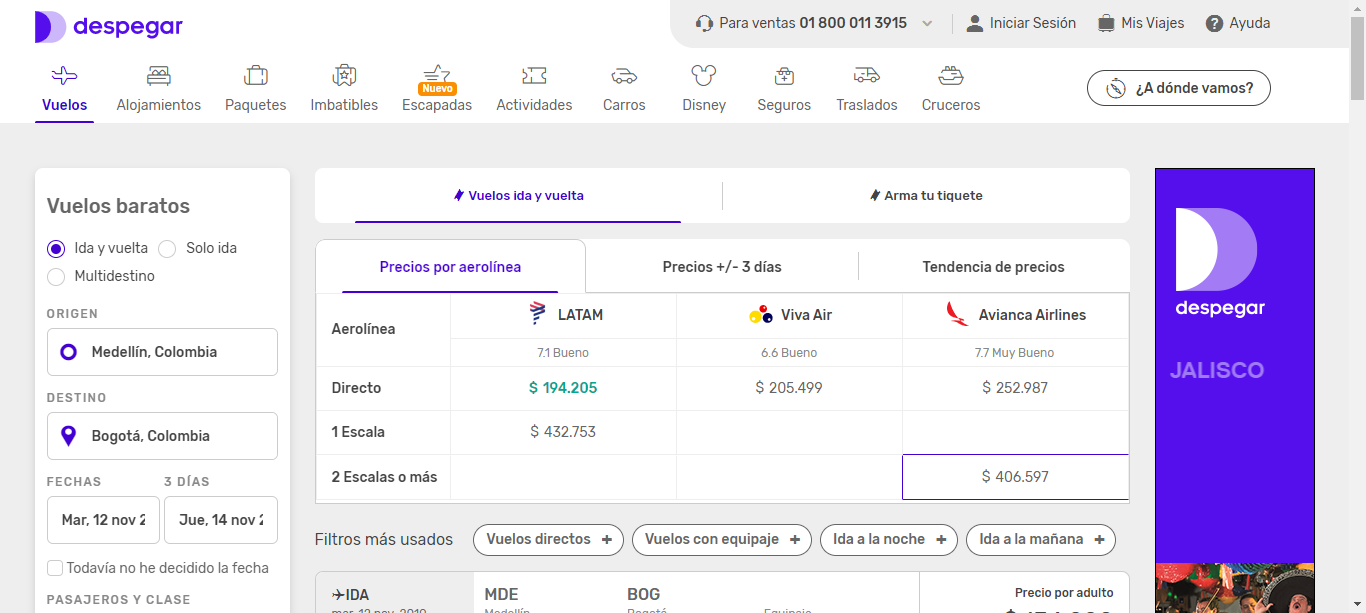 despegar
Para ventas 01 800 011 3915
Iniciar Sesión
Mis Viajes
? Ayuda
Vuelos
Alojamientos
Paquetes
Imbatibles
Nuevo
Escapadas
Actividades
Carros
Disney
Seguros
Traslados
Cruceros
¿A dónde vamos?
Vuelos baratos
Ida y vuelta
Solo ida
Multidestino
ORIGEN
Medellín, Colombia
DESTINO
Bogotá, Colombia
FECHAS
3 DÍAS
Mar, 12 nov 2
Jue, 14 nov 2
Todavía no he decidido la fecha
PASAJEROS Y CLASE
Vuelos ida y vuelta
Arma tu tiquete
Precios por aerolínea
Precios +/- 3 días
Tendencia de precios
Aerolínea
LATAM
Viva Air
Avianca Airlines
7.1 Bueno
6.6 Bueno
7.7 Muy Bueno
Directo
$ 194.205
$ 205.499
$ 252.987
1 Escala
$ 432.753
2 Escalas o más
$ 406.597
Filtros más usados
Vuelos directos +
Vuelos con equipaje +
Ida a la noche +
Ida a la mañana +
IDA
MDE
BOG
Precio por adulto
mar. 12 nov. 2019
Medellín
Bogotá
Equipaje
despegar
JALISCO